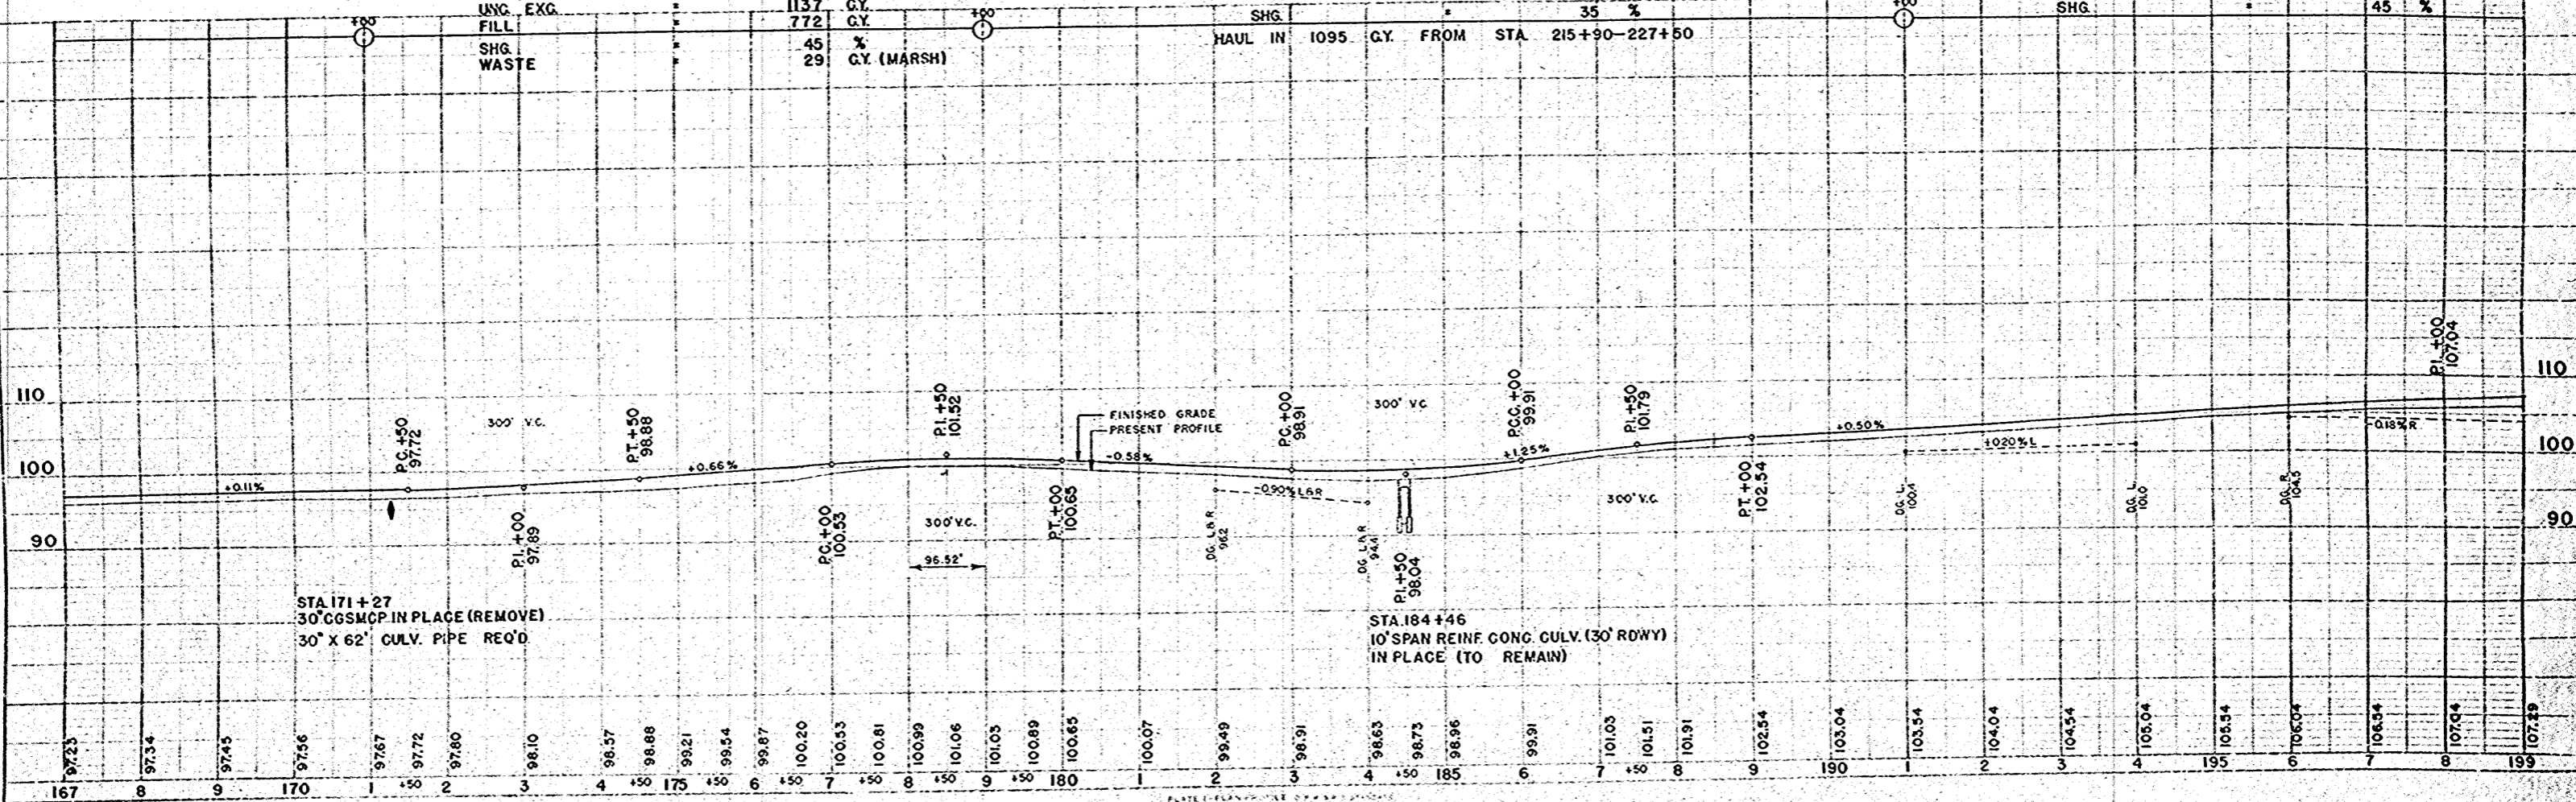 UNC. EXC. " 1137 C.Y.
FILL " 772 C.Y.
SHG. " 45 %
WASTE " 29 C.Y. (MARSH)
+00
+00
SHG. " 35 %
HAUL IN 1095 C.Y. FROM STA. 215+90-227+50
+00
SHG. " 45 %
110
100
90
110
100
90
+0.11%
P.C. +50
97.72
300' V.C.
P.I. +00
97.89
P.T. +50
98.88
+0.66%
P.C. +00
100.53
P.I. +50
101.52
300' V.C.
96.52'
P.T. +00
100.65
FINISHED GRADE
PRESENT PROFILE
-0.58%
D.G. L & R
96.2
-0.90% L & R
P.C. +00
98.91
300' V.C.
D.G. L & R
94.4
P.I. +50
98.04
P.C.C. +00
99.91
+1.25%
P.I. +50
101.79
300' V.C.
P.T. +00
102.54
+0.50%
D.G. L.
100.4
+0.20% L
D.G. L.
101.0
D.G. R.
104.5
-0.18% R
P.I. +00
107.04
STA. 171+27
30" CGSMCP IN PLACE (REMOVE)
30" X 62' CULV. PIPE REQ'D.
STA. 184+46
10' SPAN REINF. CONC. CULV. (30' RDWY)
IN PLACE (TO REMAIN)
97.23 97.34 97.45 97.56 97.67 97.72 97.80 98.10 98.57 98.88 99.21 99.54 99.87 100.20 100.53 100.81 100.99 101.06 101.03 100.89 100.65 100.07 99.49 98.91 98.63 98.73 98.96 99.91 101.03 101.51 101.91 102.54 103.04 103.54 104.04 104.54 105.04 105.54 106.04 106.54 107.04 107.29
167 8 9 170 1 +50 2 3 4 +50 175 +50 6 +50 7 +50 8 +50 9 +50 180 1 2 3 4 +50 185 6 7 +50 8 9 190 1 2 3 4 195 6 7 8 199